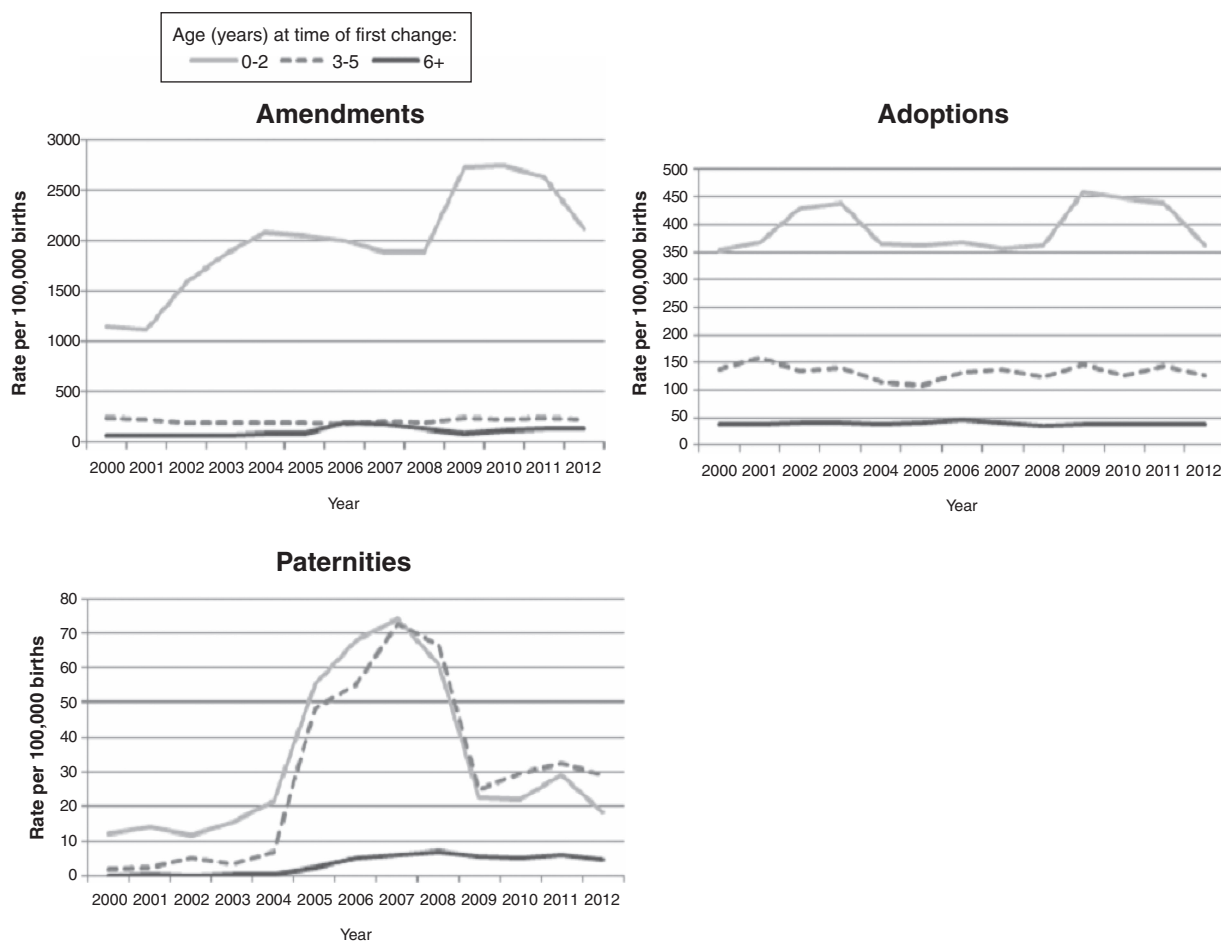 Age (years) at time of first change:
0-2 3-5 6+
Amendments
Rate per 100,000 births
3000
2500
2000
1500
1000
500
0
2000 2001 2002 2003 2004 2005 2006 2007 2008 2009 2010 2011 2012
Year
Adoptions
Rate per 100,000 births
500
450
400
350
300
250
200
150
100
50
0
2000 2001 2002 2003 2004 2005 2006 2007 2008 2009 2010 2011 2012
Year
Paternities
Rate per 100,000 births
80
70
60
50
40
30
20
10
0
2000 2001 2002 2003 2004 2005 2006 2007 2008 2009 2010 2011 2012
Year